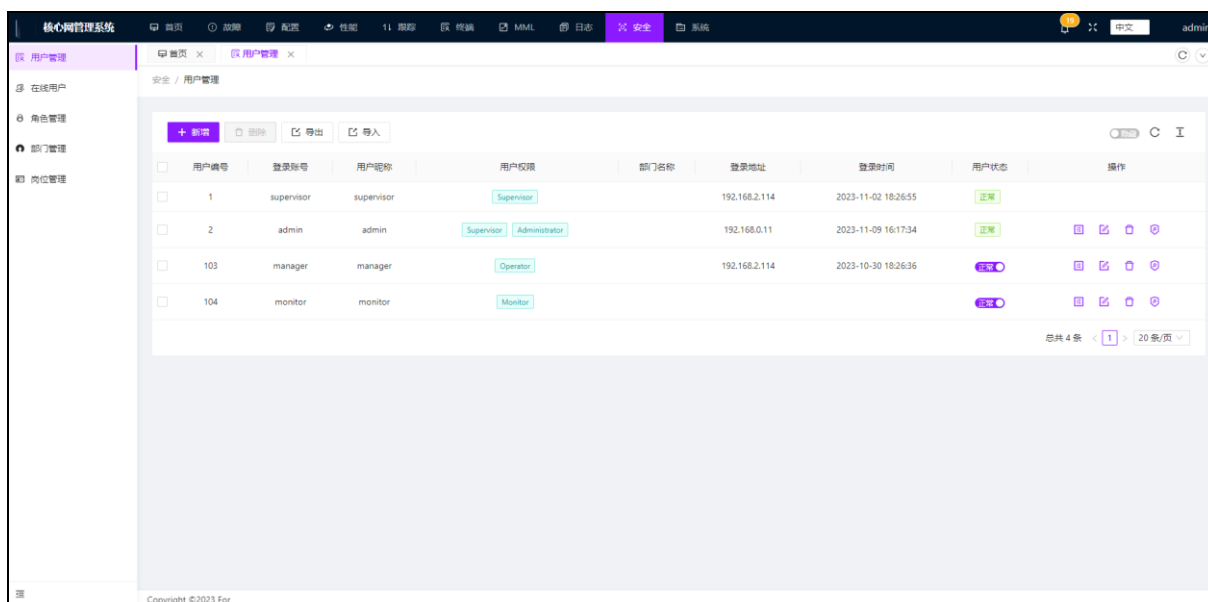 核心网管理系统 首页 故障 配置 性能 跟踪 终端 MML 日志 安全 系统 19 中文 admin
用户管理 首页 用户管理
在线用户 安全 / 用户管理
角色管理
新增 删除 导出 导入
部门管理
用户编号 登录账号 用户昵称 用户权限 部门名称 登录地址 登录时间 用户状态 操作
岗位管理
1 supervisor supervisor Supervisor 192.168.2.114 2023-11-02 18:26:55 正常
2 admin admin Supervisor Administrator 192.168.0.11 2023-11-09 16:17:34 正常
103 manager manager Operator 192.168.2.114 2023-10-30 18:26:36 正常
104 monitor monitor Monitor 正常
总共 4 条 < 1 > 20 条/页
Copyright ©2023 For